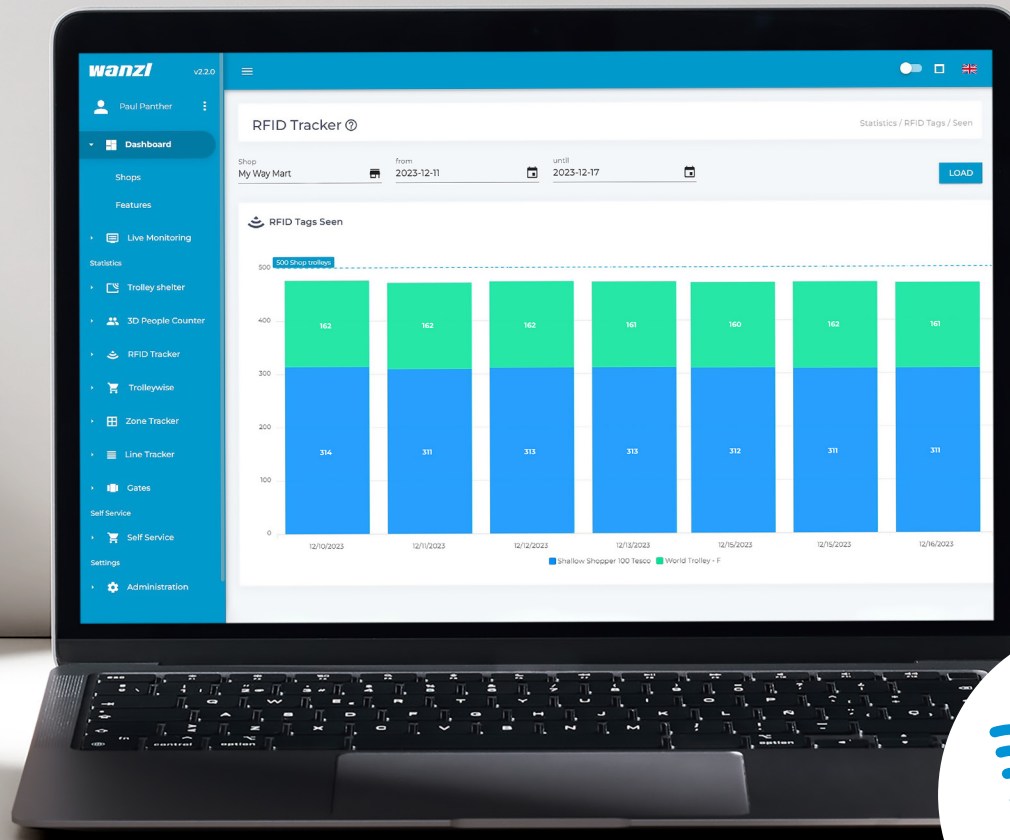 wanzl v2.2.0
Paul Panther
Dashboard
Shops
Features
Live Monitoring
Statistics
Trolley shelter
3D People Counter
RFID Tracker
Trolleywise
Zone Tracker
Line Tracker
Gates
Self Service
Self Service
Settings
Administration
RFID Tracker
Statistics / RFID Tags / Seen
Shop from until
My Way Mart 2023-12-11 2023-12-17
LOAD
RFID Tags Seen
500 500 Shop trolleys
400
162 162 162 161 160 162 161
300
200
314 311 313 313 312 311 311
100
0
12/10/2023 12/11/2023 12/12/2023 12/13/2023 12/15/2023 12/15/2023 12/16/2023
Shallow Shopper 100 Tesco World Trolley - F
fn control option option